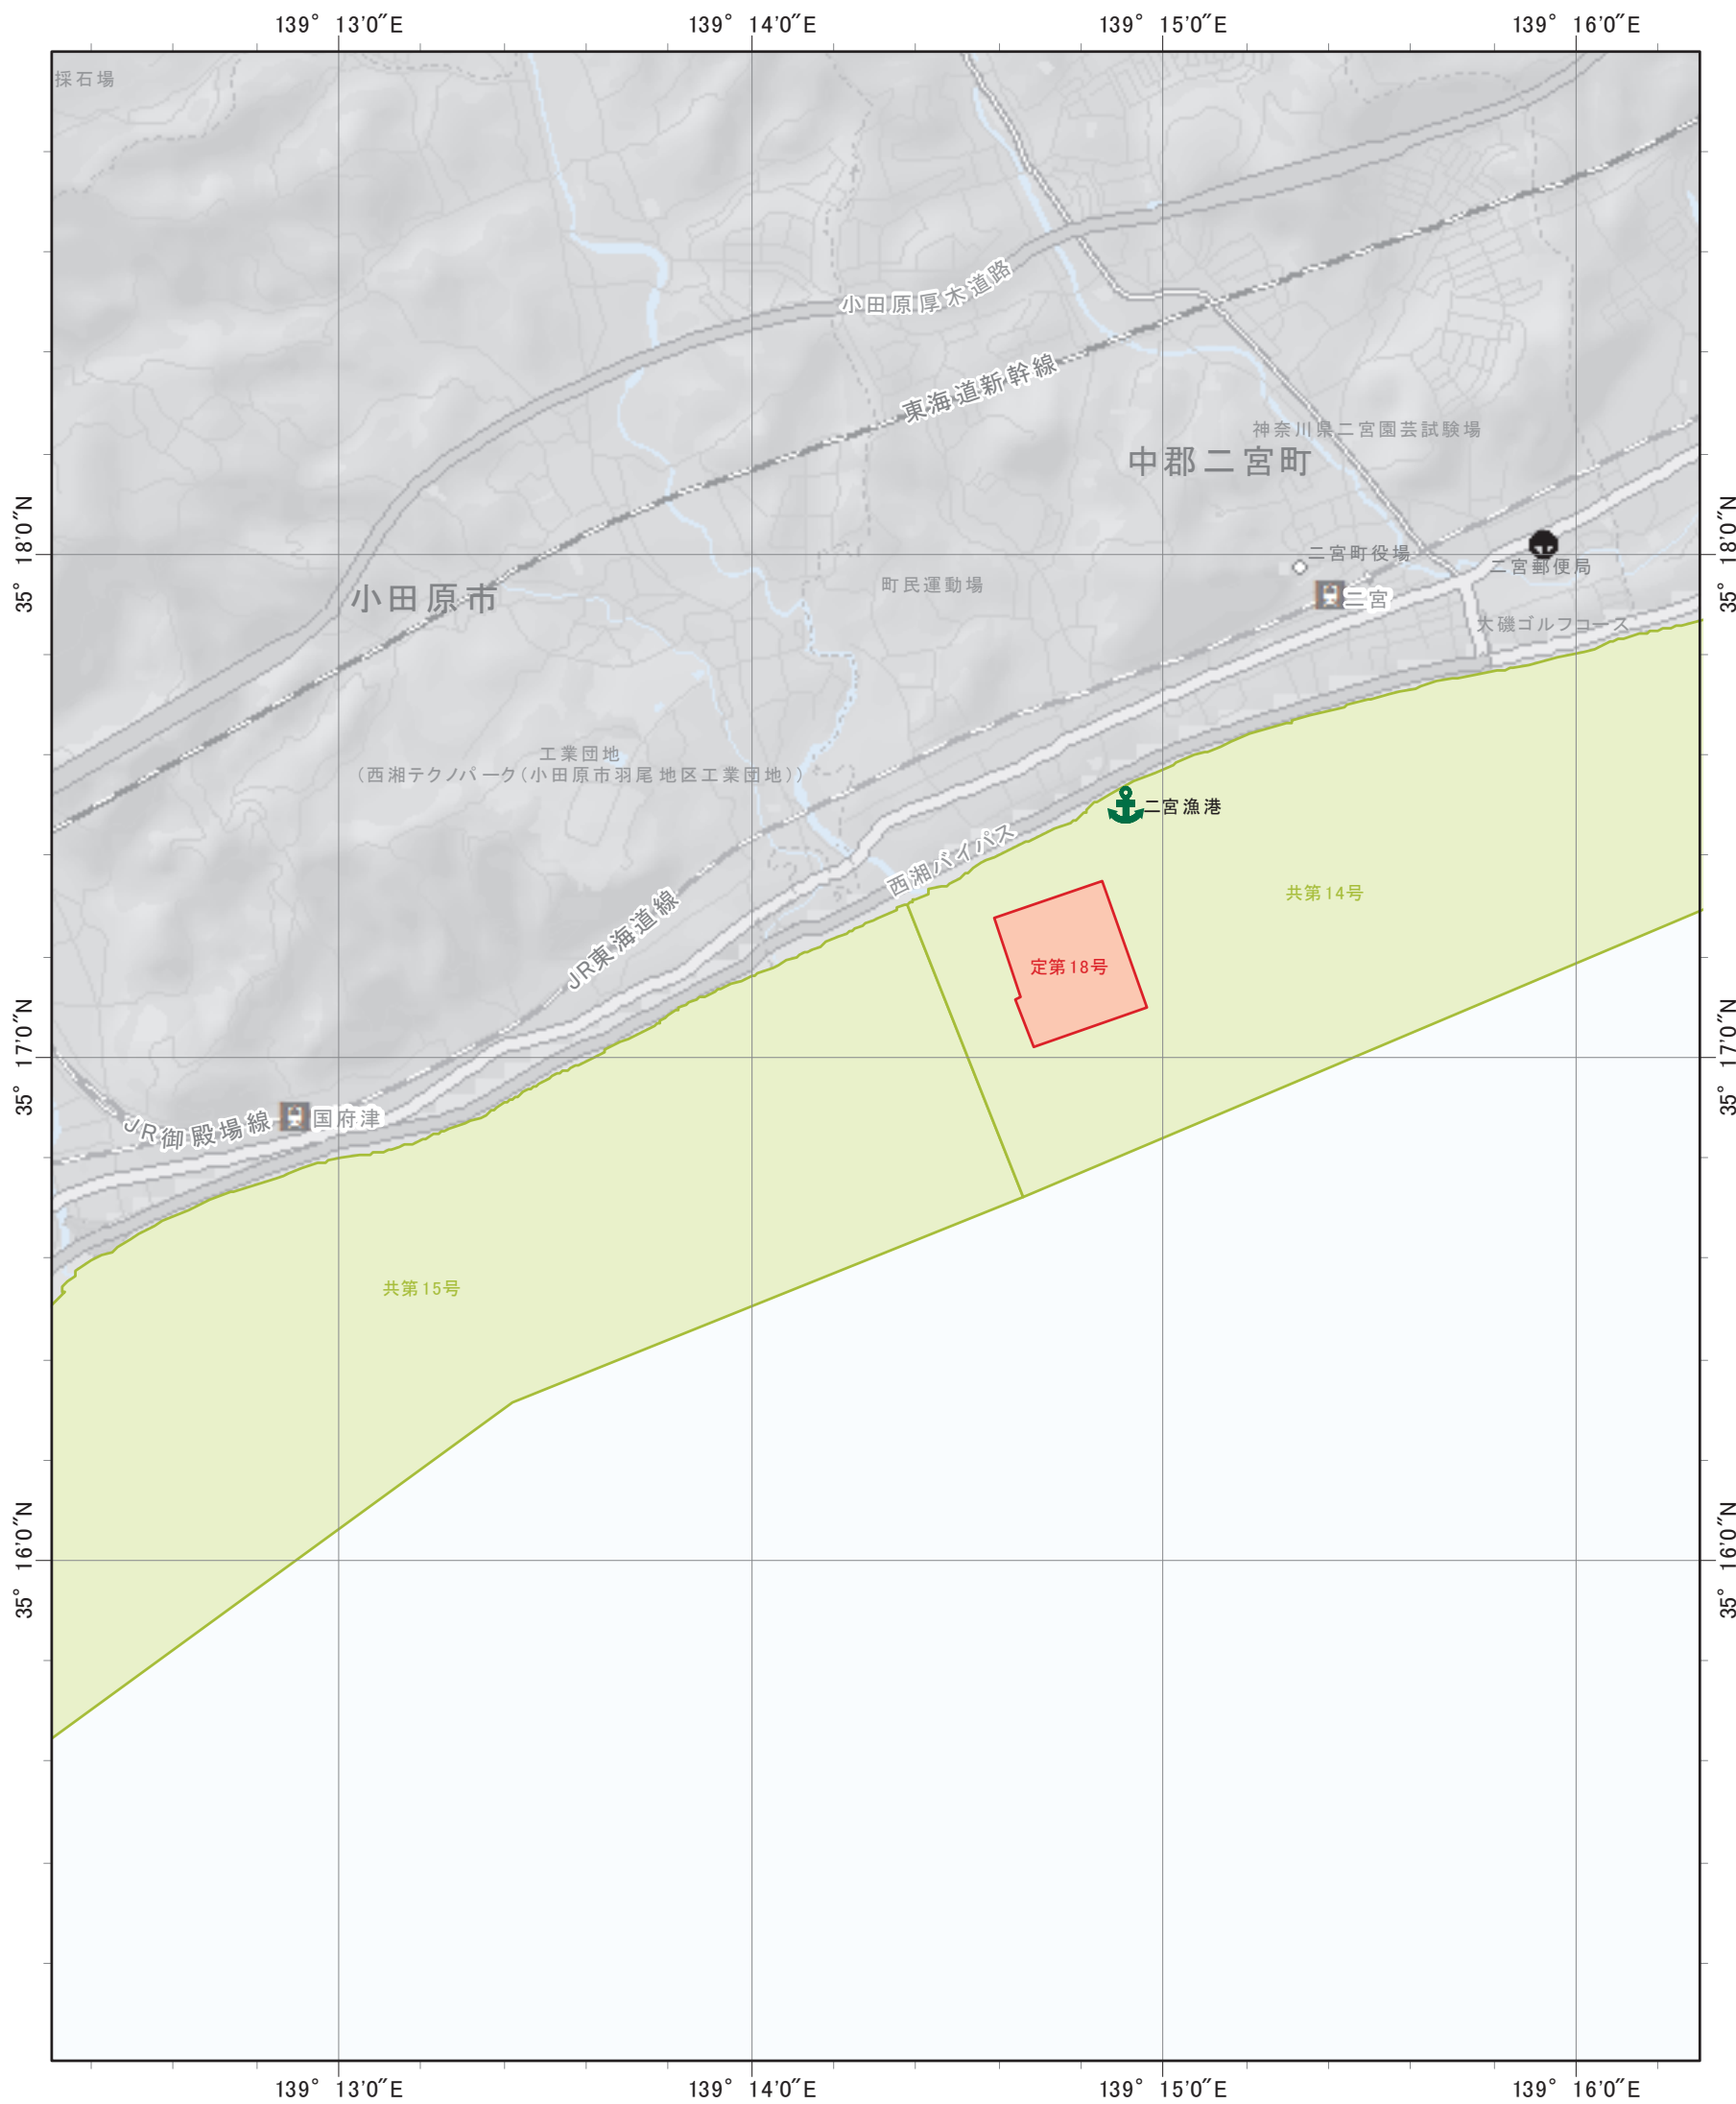 139° 13'0"E
139° 14'0"E
139° 15'0"E
139° 16'0"E
採石場
小田原厚木道路
東海道新幹線
神奈川県二宮園芸試験場
中郡二宮町
35° 18'0"N
35° 18'0"N
二宮町役場
二宮郵便局
町民運動場
小田原市
二宮
大磯ゴルフコース
工業団地
(西湘テクノパーク(小田原市羽尾地区工業団地))
二宮漁港
西湘バイパス
共第14号
JR東海道線
定第18号
35° 17'0"N
35° 17'0"N
国府津
JR御殿場線
共第15号
35° 16'0"N
35° 16'0"N
139° 13'0"E
139° 14'0"E
139° 15'0"E
139° 16'0"E